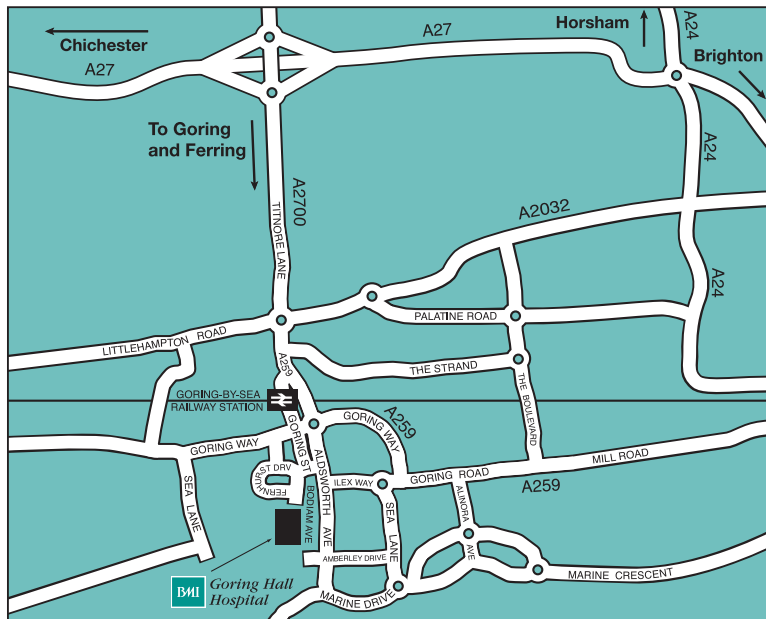 Horsham
A24
Chichester
A27
A27
Brighton
To Goring
and Ferring
A24
A2700
TITNORE LANE
A2032
A24
PALATINE ROAD
LITTLEHAMPTON ROAD
A259
THE STRAND
GORING-BY-SEA
RAILWAY STATION
THE BOULEVARD
GORING WAY
GORING ST
GORING WAY
A259
ALDSWORTH AVE
MILL ROAD
GORING ROAD
A259
FERNHURST DRV
ILEX WAY
SEA LANE
BODIAM AVE
SEA LANE
ALINORA AVE
AMBERLEY DRIVE
MARINE CRESCENT
MARINE DRIVE
BMI
Goring Hall
Hospital